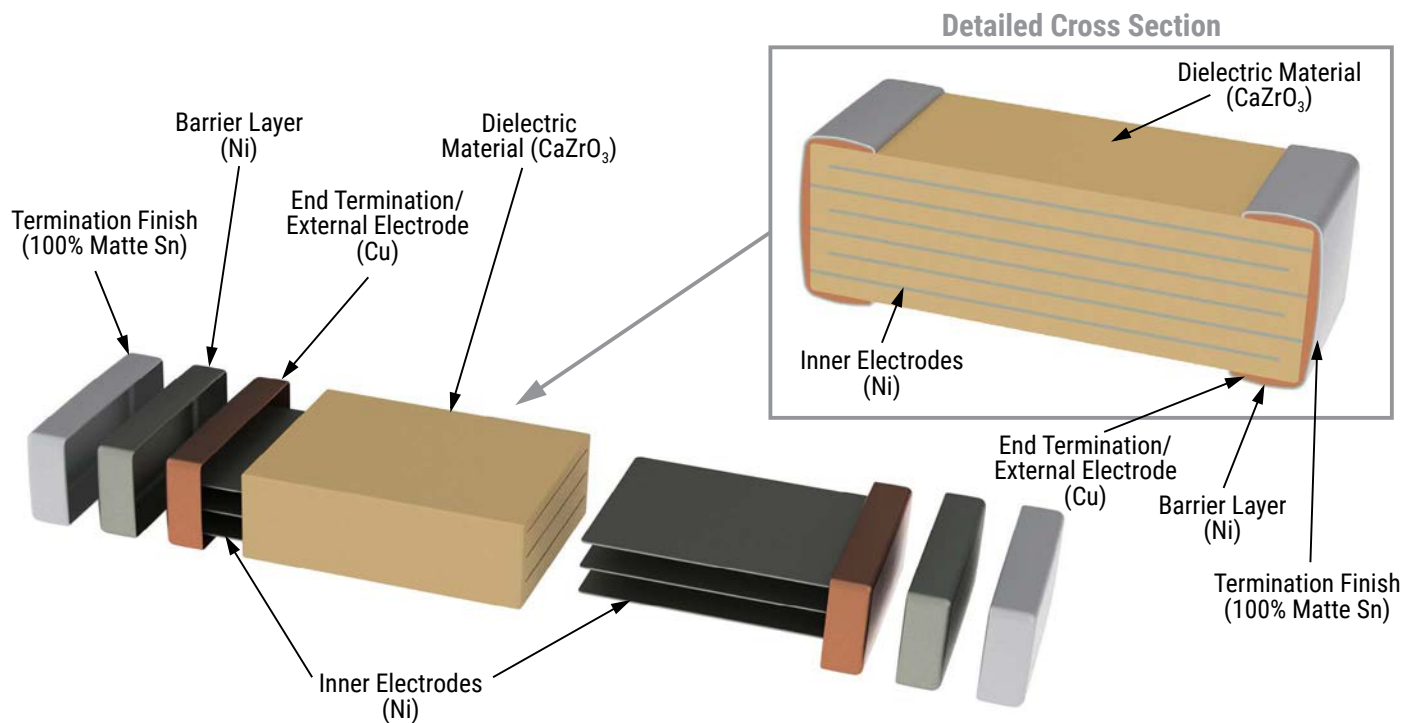 Detailed Cross Section
Dielectric Material
(CaZrO₃)
Barrier Layer
(Ni)
Dielectric
Material (CaZrO₃)
End Termination/
External Electrode
(Cu)
Termination Finish
(100% Matte Sn)
Inner Electrodes
(Ni)
End Termination/
External Electrode
(Cu)
Barrier Layer
(Ni)
Termination Finish
(100% Matte Sn)
Inner Electrodes
(Ni)